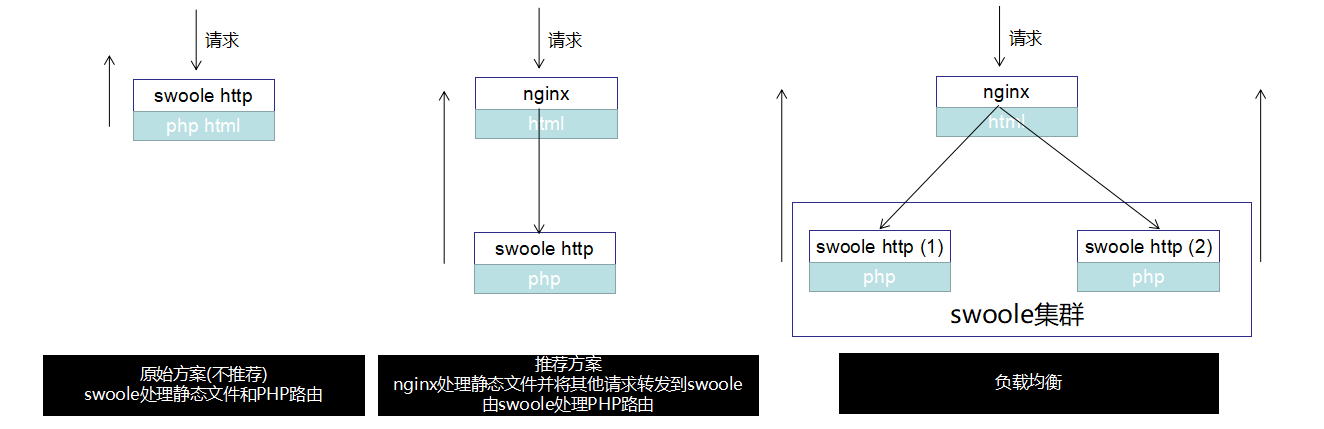 请求
swoole http
php html
原始方案(不推荐)
swoole处理静态文件和PHP路由
请求
nginx
html
swoole http
php
推荐方案
nginx处理静态文件并将其他请求转发到swoole
由swoole处理PHP路由
请求
nginx
html
swoole http (1)
php
swoole http (2)
php
swoole集群
负载均衡